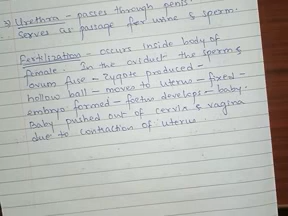 Urethra - passes through penis.
Serves as passage for urine & sperm.
Fertilization - occurs inside body of
female. In the oviduct the sperm &
ovum fuse - Zygote produced -
hollow ball - moves to uterus - fixed -
embryo formed - foetus develops - baby.
Baby pushed out of cervix & vagina
due to contraction of uterus.